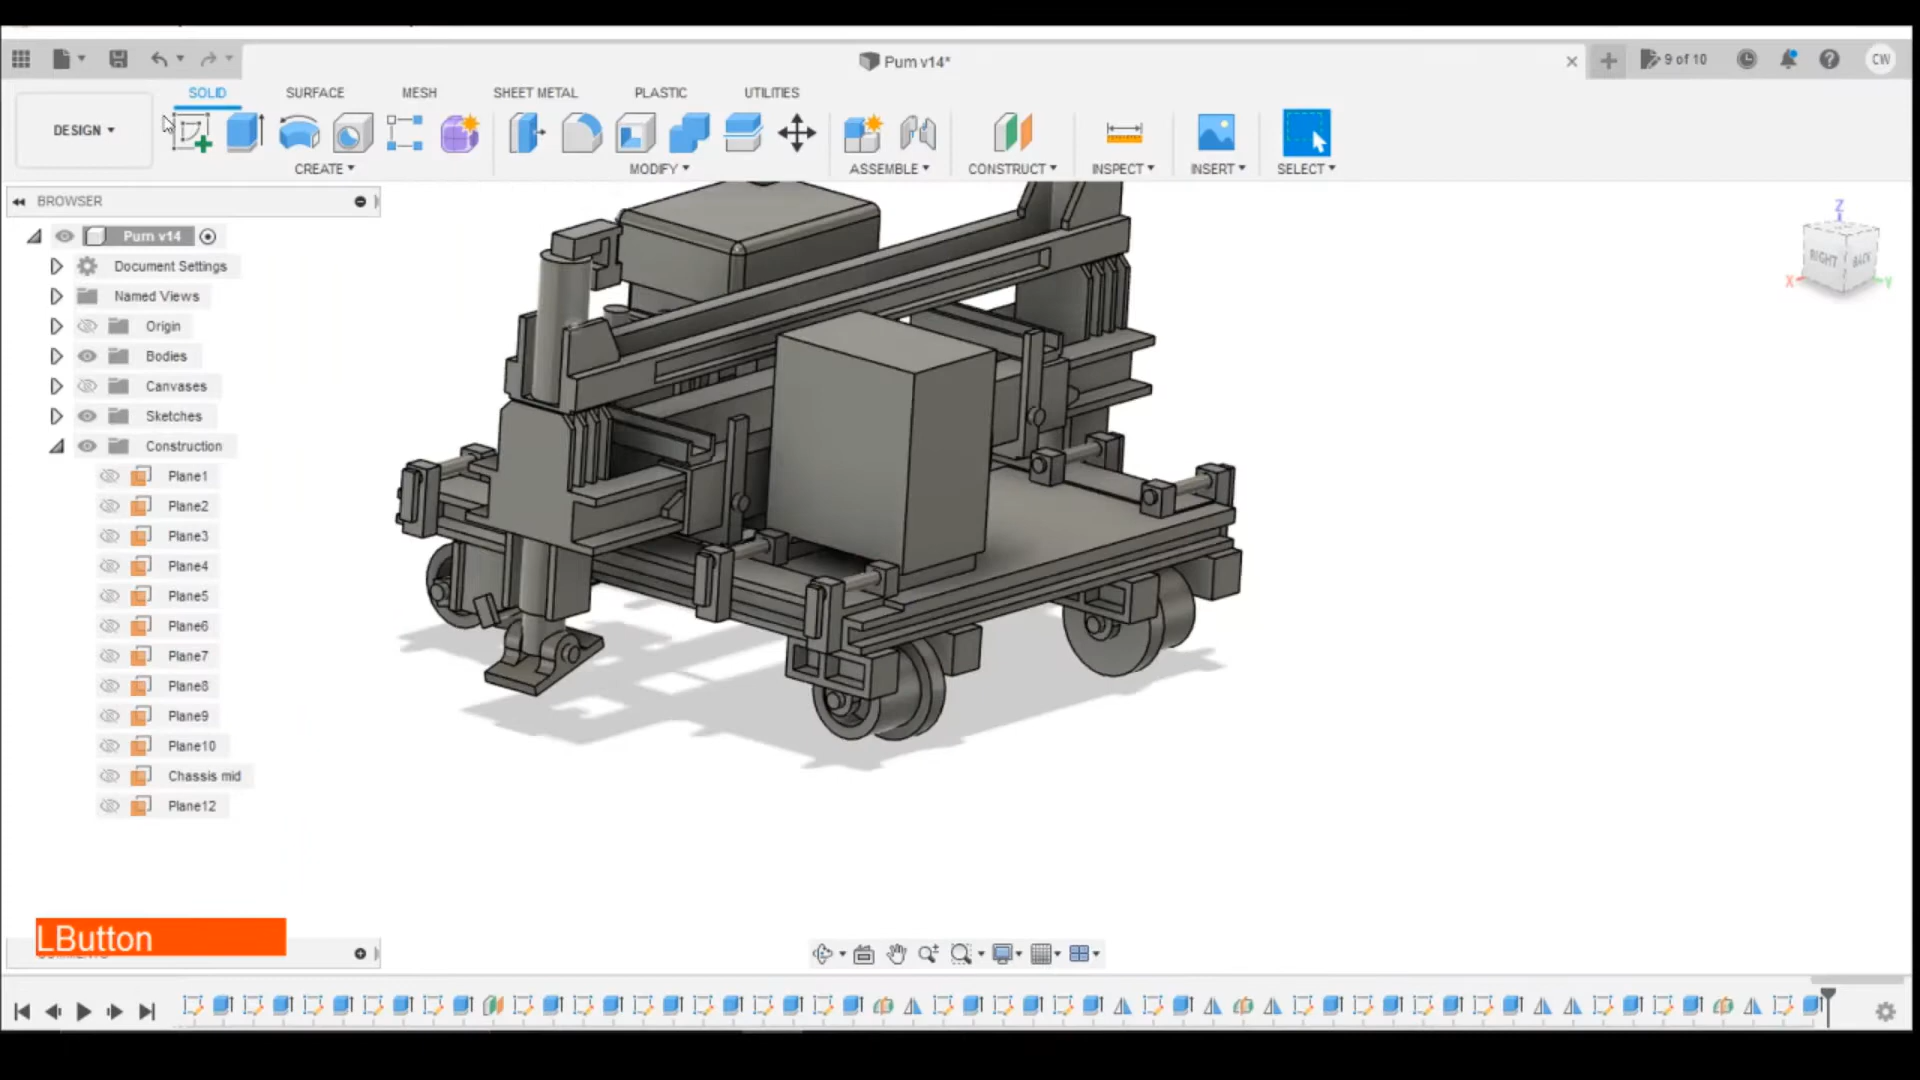 Pum v14*
9 of 10
CW
DESIGN
SOLID
SURFACE
MESH
SHEET METAL
PLASTIC
UTILITIES
CREATE
MODIFY
ASSEMBLE
CONSTRUCT
INSPECT
INSERT
SELECT
BROWSER
Pum v14
Document Settings
Named Views
Origin
Bodies
Canvases
Sketches
Construction
Plane1
Plane2
Plane3
Plane4
Plane5
Plane6
Plane7
Plane8
Plane9
Plane10
Chassis mid
Plane12
Z
RIGHT
BACK
X
Y
LButton